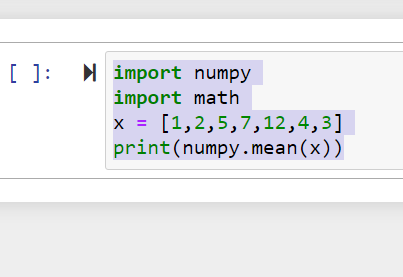 [ ]:
import numpy
import math
x = [1,2,5,7,12,4,3]
print(numpy.mean(x))